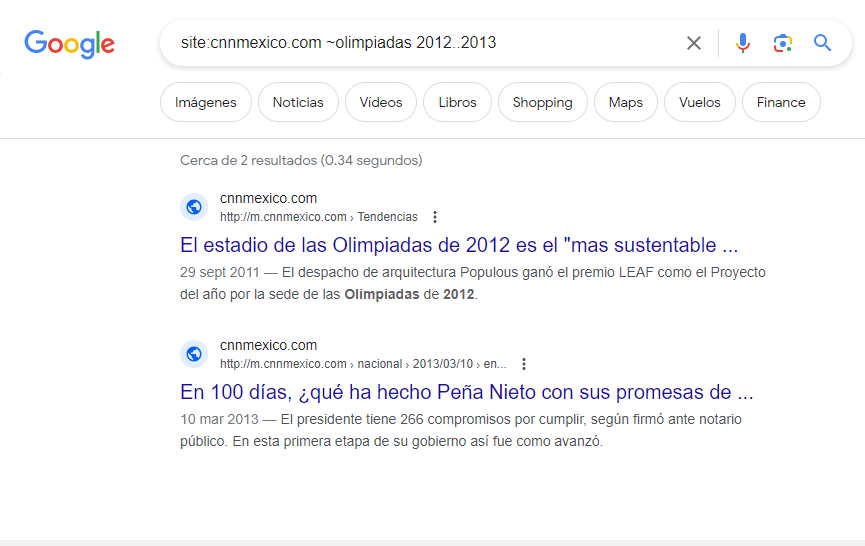 Google
site:cnnmexico.com ~olimpiadas 2012..2013
Imágenes Noticias Vídeos Libros Shopping Maps Vuelos Finance
Cerca de 2 resultados (0.34 segundos)
cnnmexico.com
http://m.cnnmexico.com › Tendencias
El estadio de las Olimpiadas de 2012 es el "mas sustentable ...
29 sept 2011 — El despacho de arquitectura Populous ganó el premio LEAF como el Proyecto
del año por la sede de las Olimpiadas de 2012.
cnnmexico.com
http://m.cnnmexico.com › nacional › 2013/03/10 › en...
En 100 días, ¿qué ha hecho Peña Nieto con sus promesas de ...
10 mar 2013 — El presidente tiene 266 compromisos por cumplir, según firmó ante notario
público. En esta primera etapa de su gobierno así fue como avanzó.